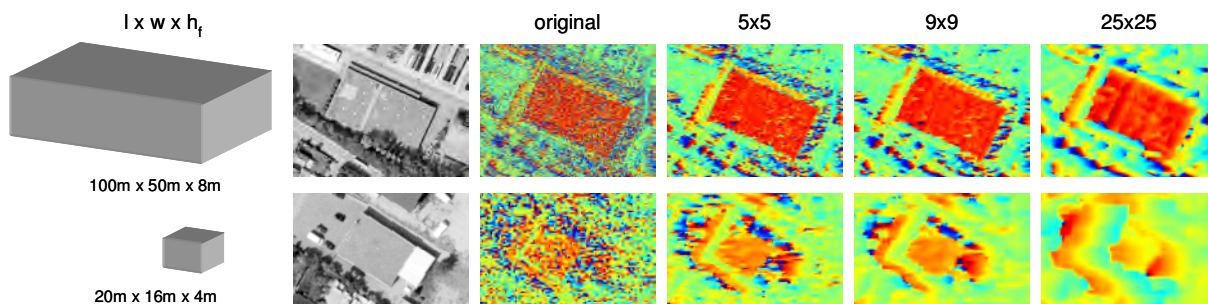 l x w x h_f
original
5x5
9x9
25x25
100m x 50m x 8m
20m x 16m x 4m